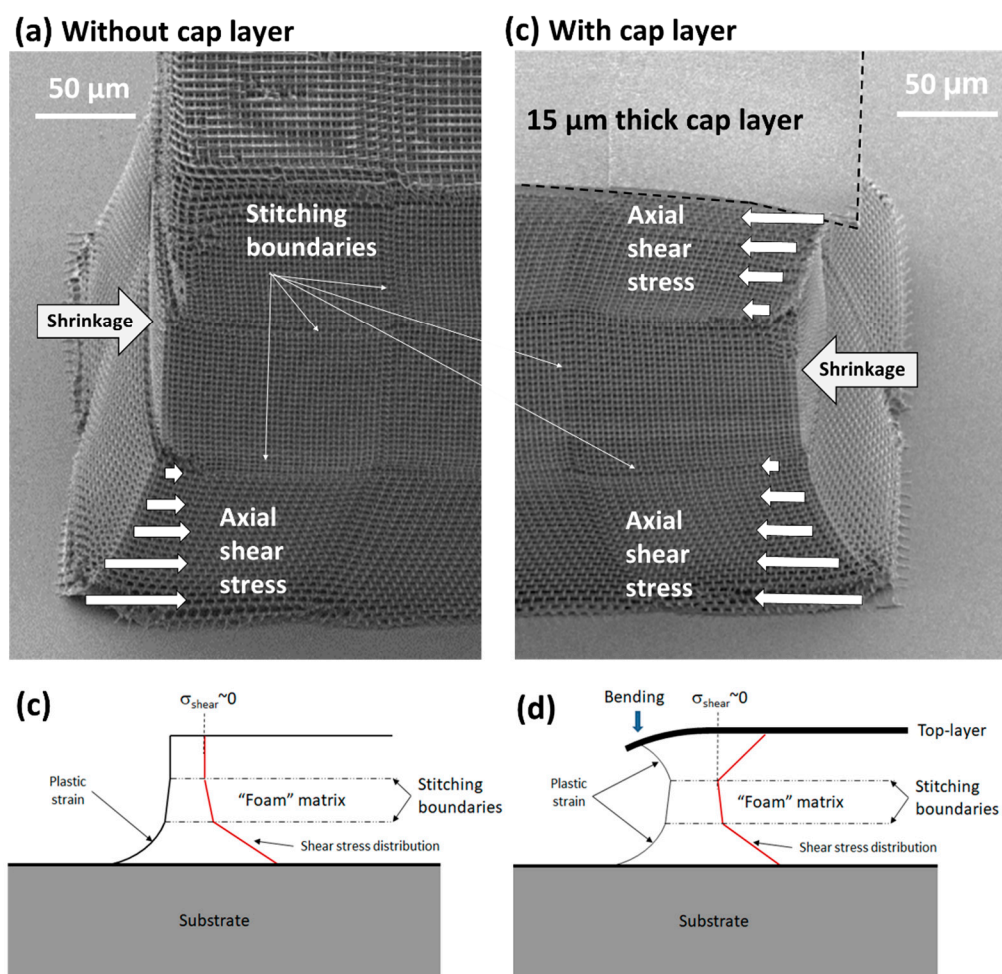 (a) Without cap layer
50 µm
Stitching
boundaries
Shrinkage
Axial
shear
stress
(c) With cap layer
50 µm
15 µm thick cap layer
Axial
shear
stress
Shrinkage
Axial
shear
stress
(c)
σshear~0
Plastic
strain
"Foam" matrix
Stitching
boundaries
Shear stress distribution
Substrate
(d)
Bending
σshear~0
Top-layer
Plastic
strain
"Foam" matrix
Stitching
boundaries
Shear stress distribution
Substrate